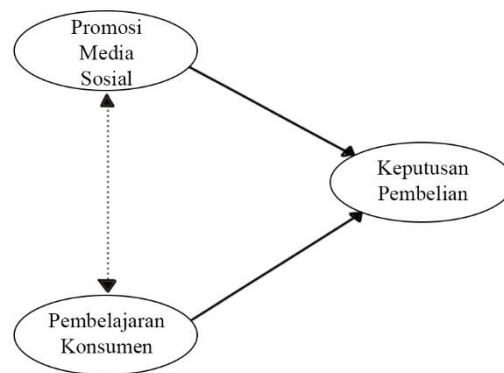 Promosi
Media
Sosial
Keputusan
Pembelian
Pembelajaran
Konsumen